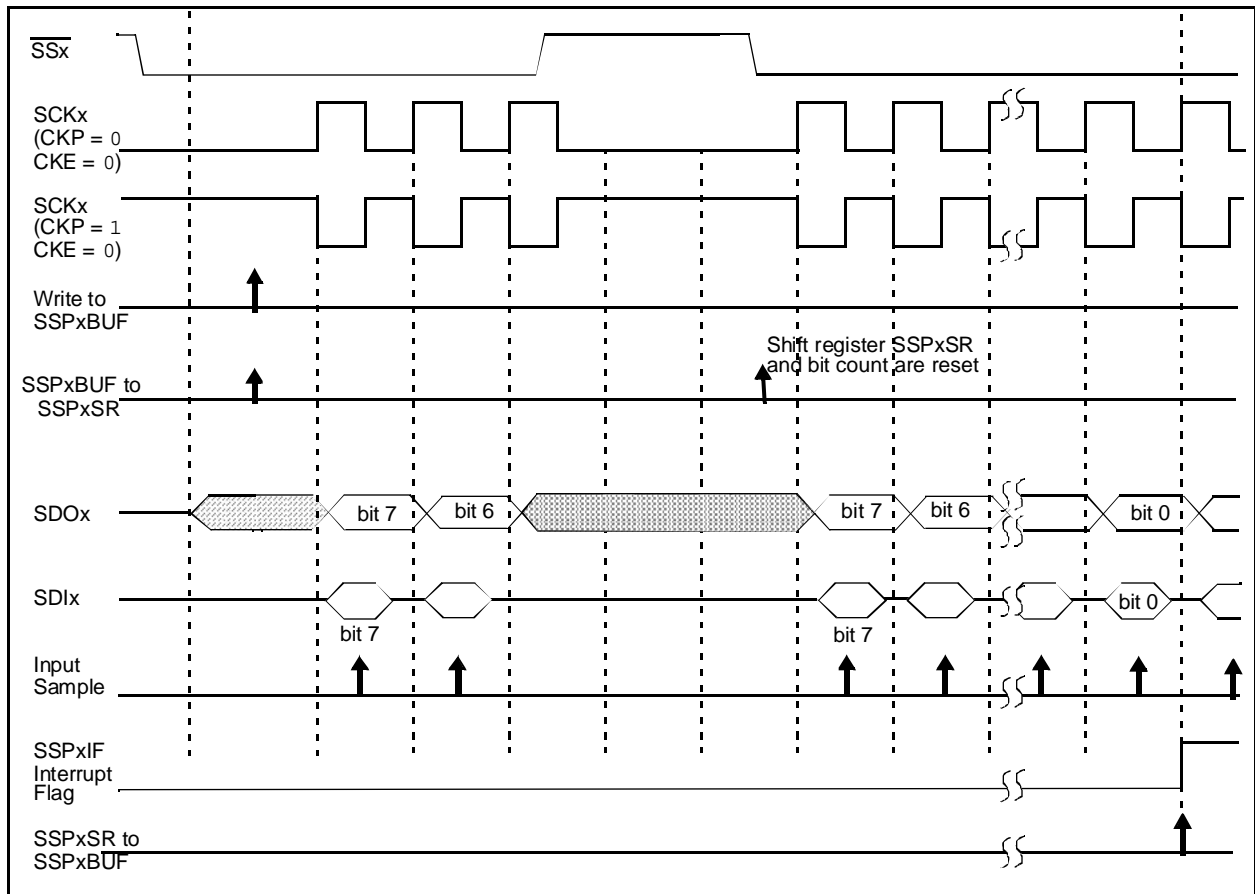 SSx
SCKx
(CKP = 0
CKE = 0)
SCKx
(CKP = 1
CKE = 0)
Write to
SSPxBUF
Shift register SSPxSR
and bit count are reset
SSPxBUF to
SSPxSR
SDOx
bit 7
bit 6
bit 7
bit 6
bit 0
SDIx
bit 0
bit 7
bit 7
Input
Sample
SSPxIF
Interrupt
Flag
SSPxSR to
SSPxBUF